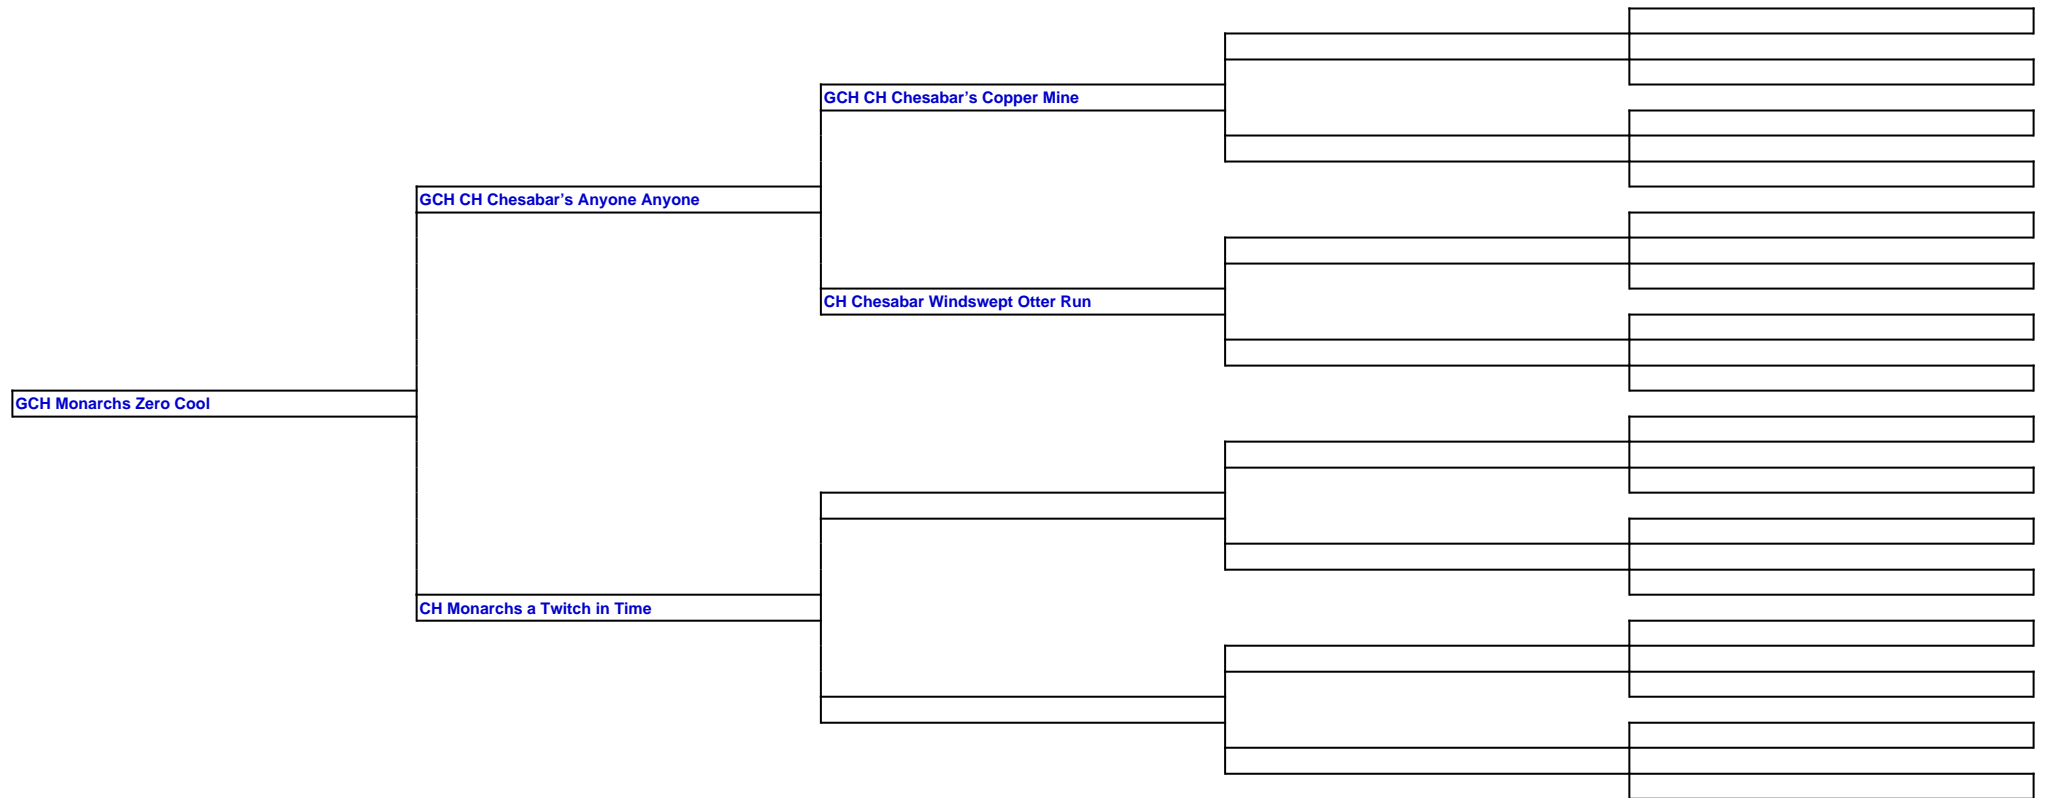 GCH CH Chesabar’s Copper Mine
GCH CH Chesabar’s Anyone Anyone
CH Chesabar Windswept Otter Run
GCH Monarchs Zero Cool
CH Monarchs a Twitch in Time